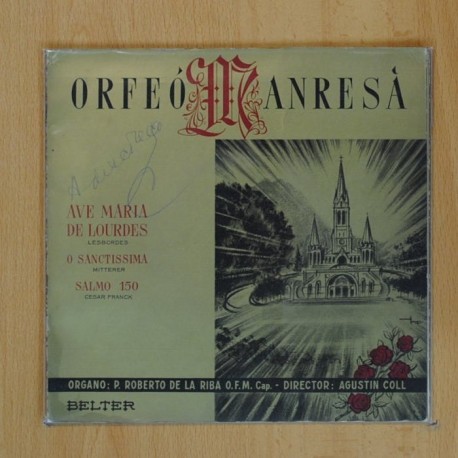 ORFEÓ MANRESÀ
AVE MARIA
DE LOURDES
LESBORDES
O SANCTISSIMA
MITTERER
SALMO 150
CESAR FRANCK
ORGANO: P. ROBERTO DE LA RIBA O.F.M. Cap. - DIRECTOR: AGUSTIN COLL
BELTER